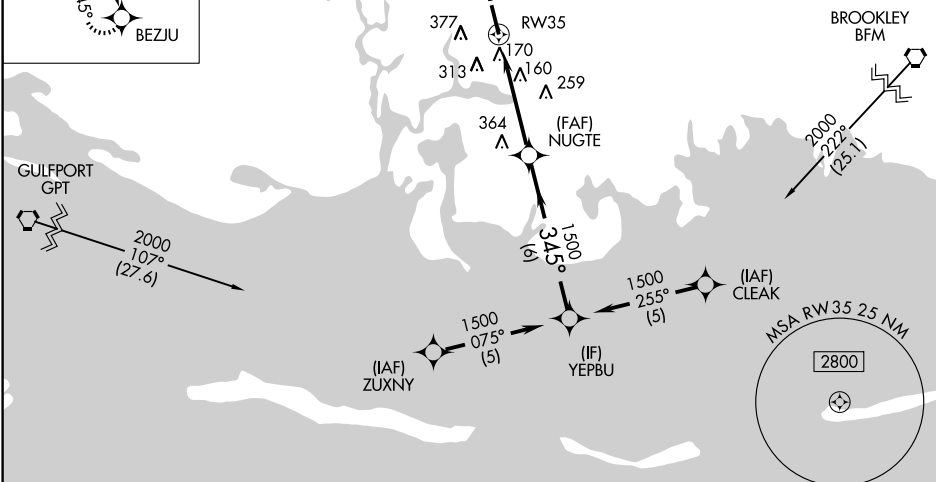 45°
BEZJU
377
RW35
170
313
160
259
364
(FAF)
NUGTE
BROOKLEY
BFM
2000
222°
(25.1)
GULFPORT
GPT
2000
107°
(27.6)
1500
345°
(6)
1500
255°
(5)
(IAF)
CLEAK
1500
075°
(5)
(IAF)
ZUXNY
(IF)
YEPBU
MSA RW35 25 NM
2800